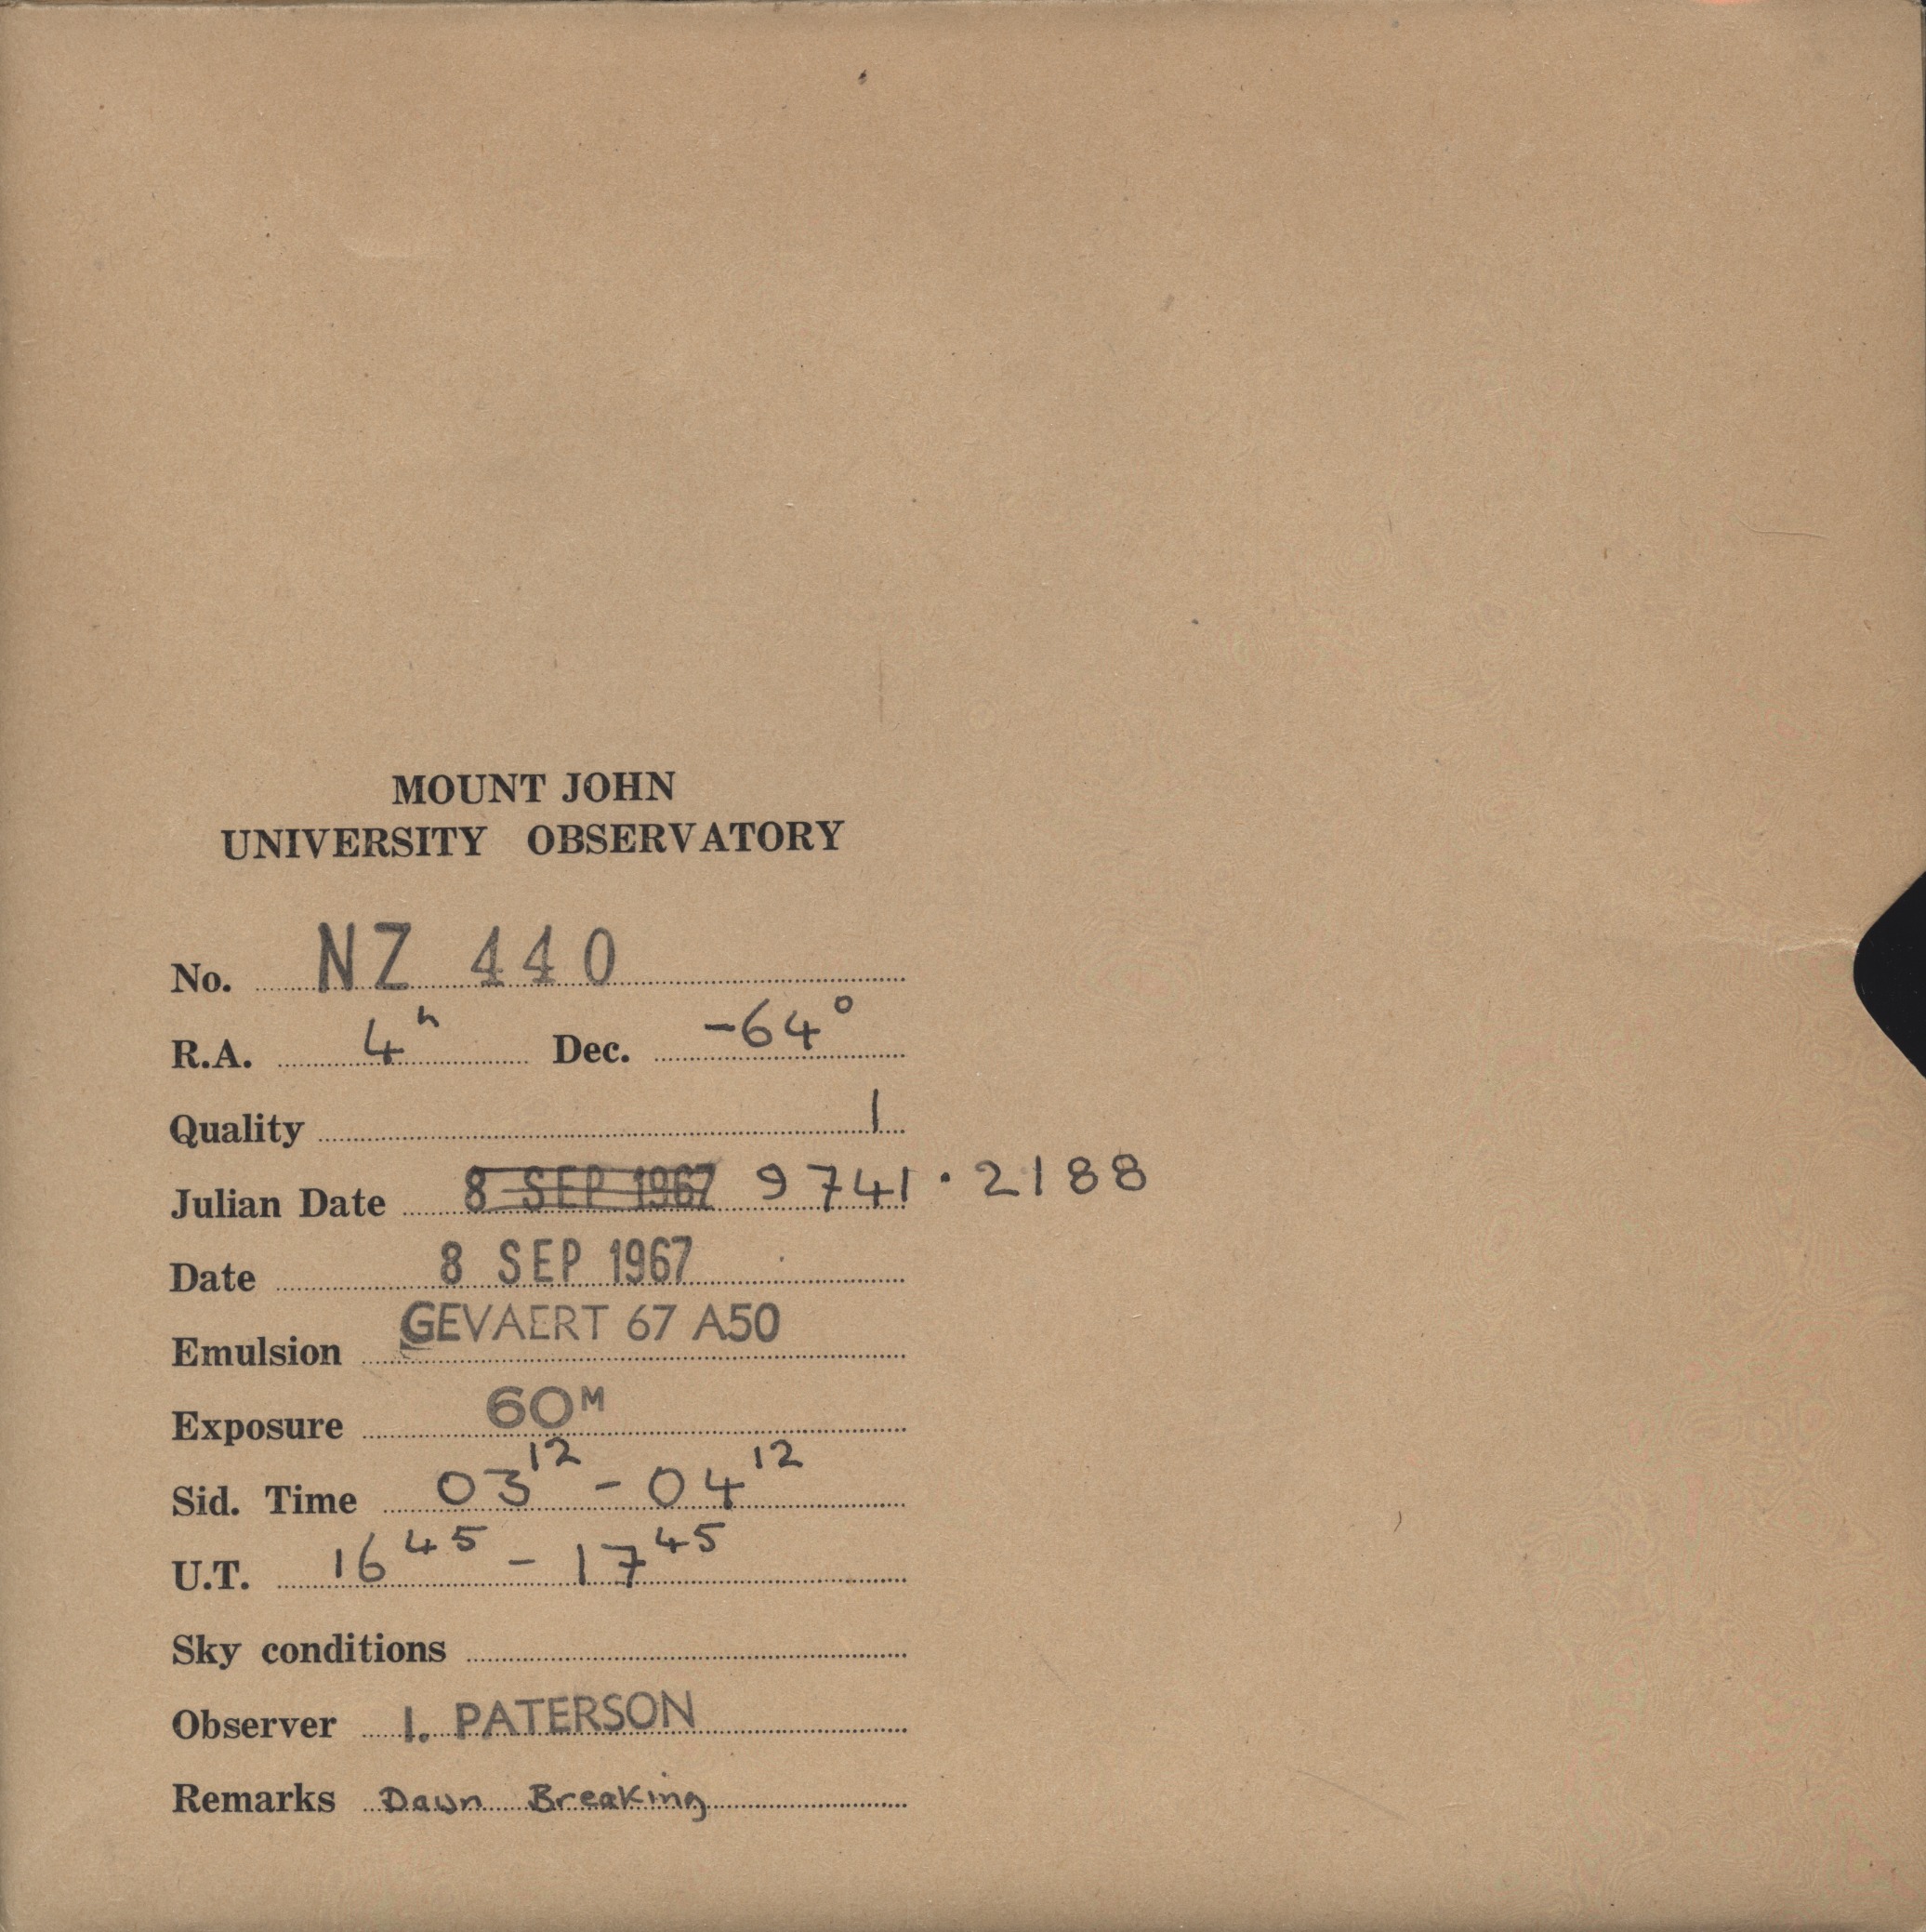 MOUNT JOHN
UNIVERSITY OBSERVATORY
No. NZ 440
R.A. 4h Dec. -64°
Quality 1
Julian Date 8 SEP 1967 9741.2188
Date 8 SEP 1967
Emulsion GEVAERT 67 A50
Exposure 60M
Sid. Time 03 12 - 04 12
U.T. 16 45 - 17 45
Sky conditions
Observer I. PATERSON
Remarks Dawn Breaking